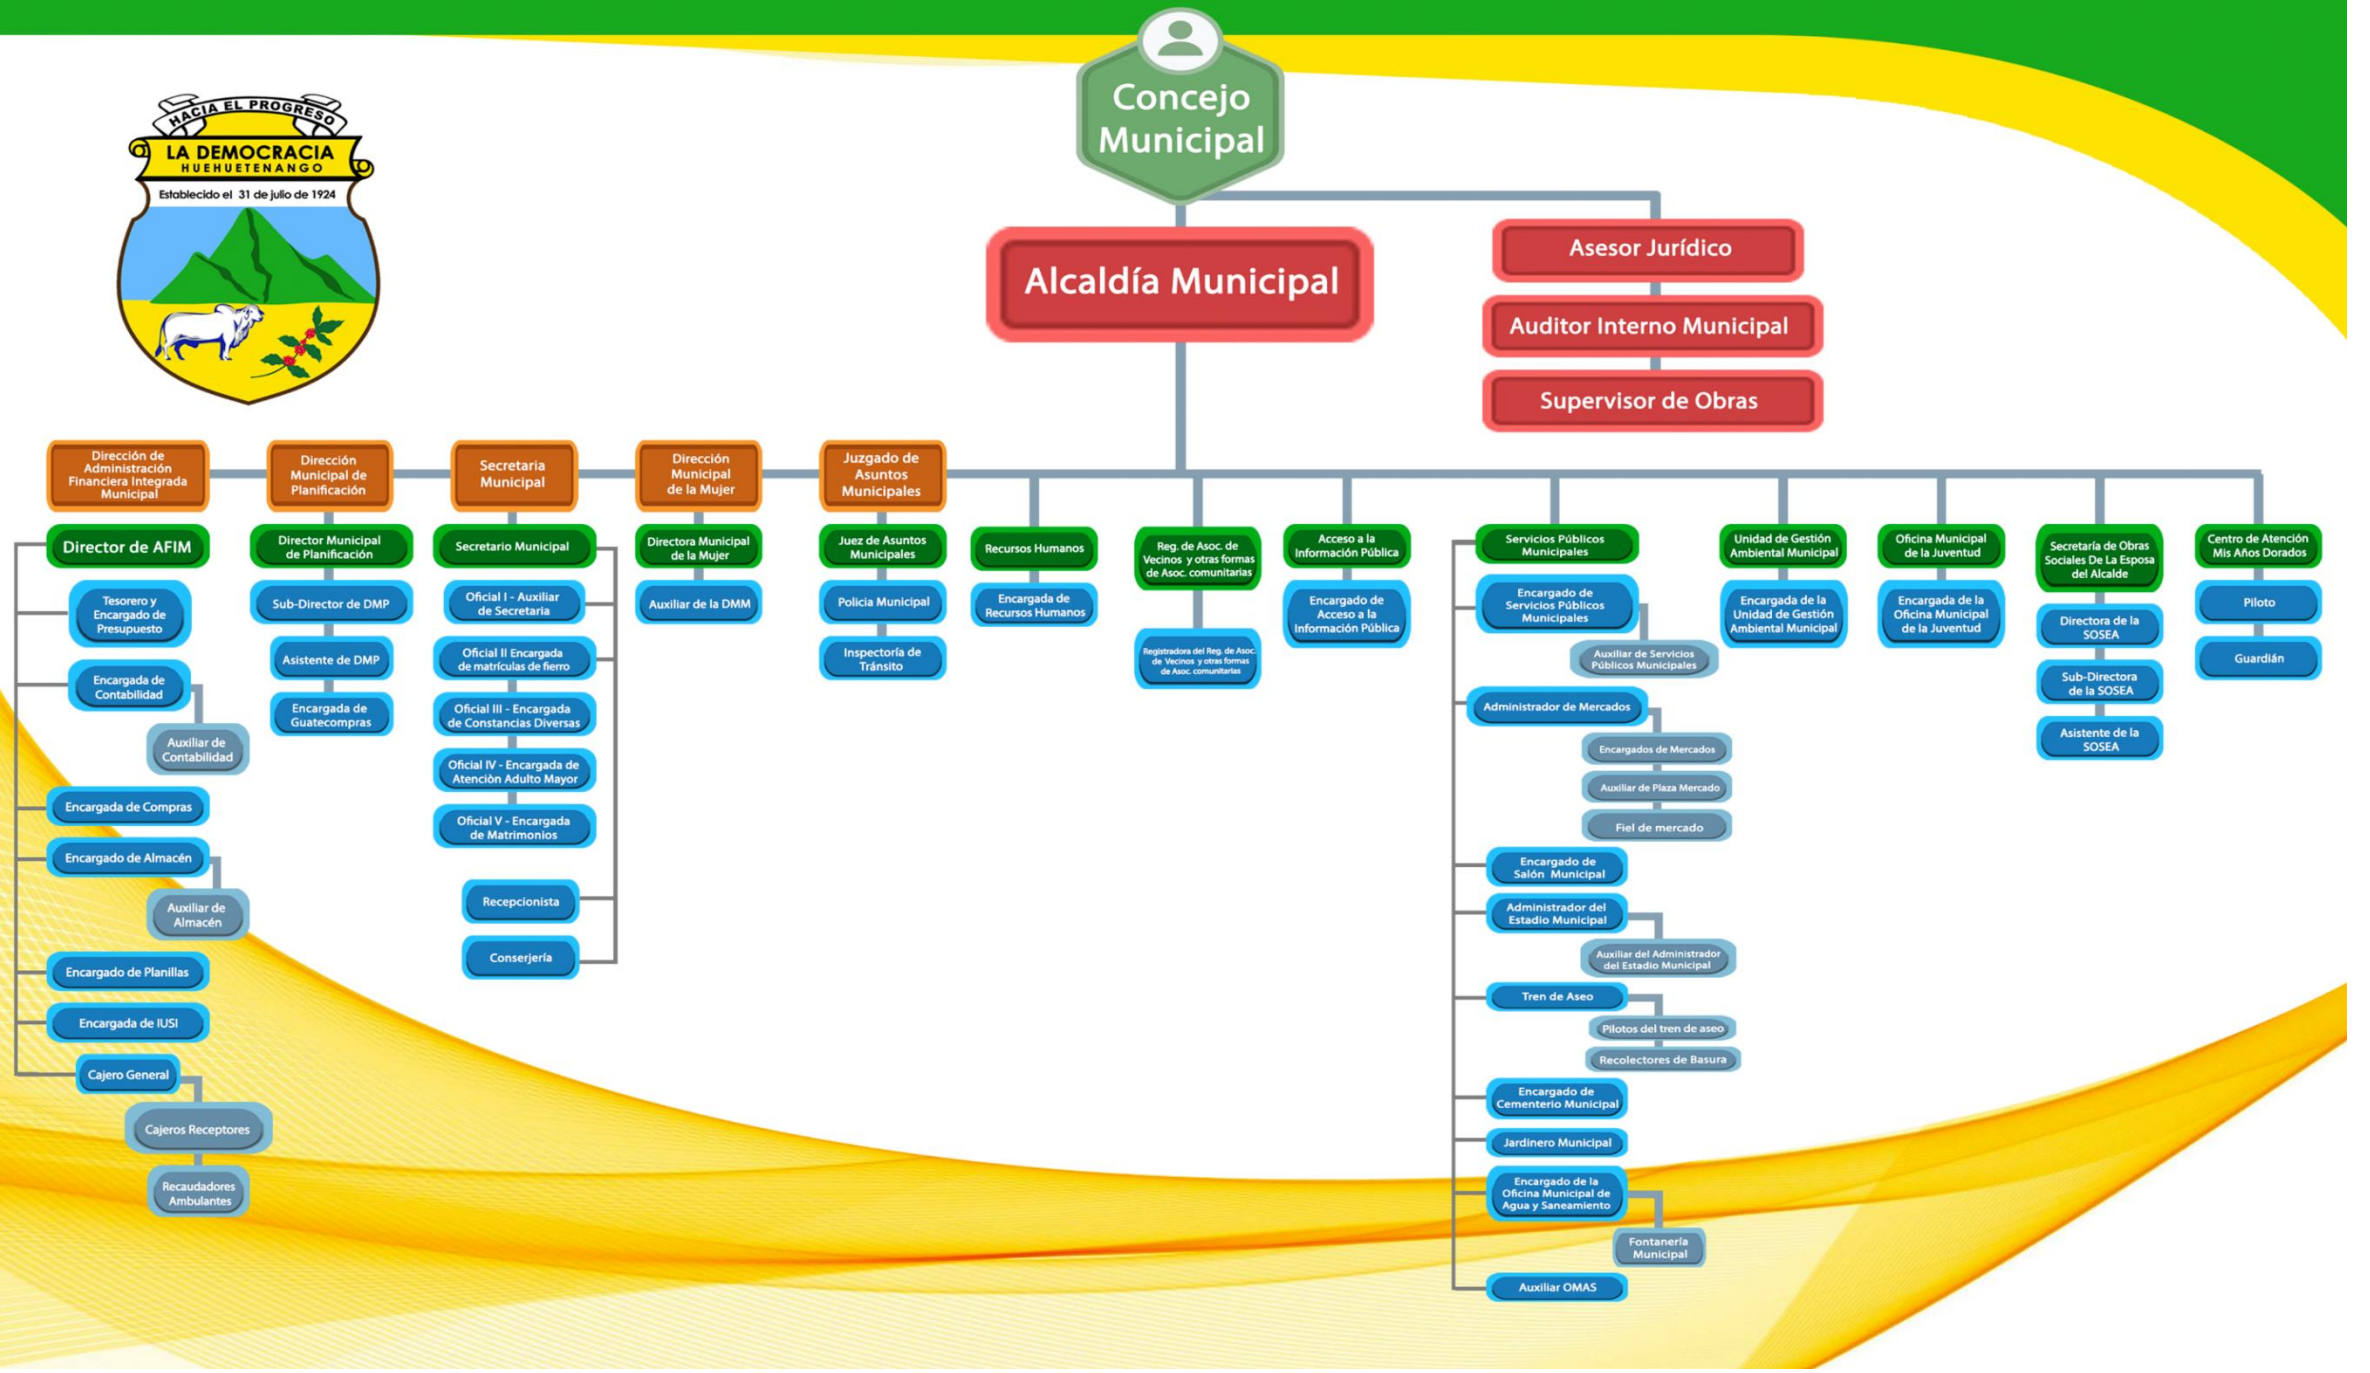 Concejo
Municipal
HACIA EL PROGRESO
LA DEMOCRACIA
HUEHUETENANGO
Establecido el 31 de julio de 1924
Alcaldía Municipal
Asesor Jurídico
Auditor Interno Municipal
Supervisor de Obras
Dirección de
Administración
Financiera Integrada
Municipal
Director de AFIM
Tesorero y
Encargado de
Presupuesto
Encargada de
Contabilidad
Auxiliar de
Contabilidad
Encargada de Compras
Encargado de Almacén
Auxiliar de
Almacén
Encargado de Planillas
Encargada de IUSI
Cajero General
Cajeros Receptores
Recaudadores
Ambulantes
Dirección
Municipal de
Planificación
Director Municipal
de Planificación
Sub-Director de DMP
Asistente de DMP
Encargada de
Guatecompras
Secretaria
Municipal
Secretario Municipal
Oficial I - Auxiliar
de Secretaria
Oficial II Encargada
de matrículas de fierro
Oficial III - Encargada
de Constancias Diversas
Oficial IV - Encargada de
Atenciòn Adulto Mayor
Oficial V - Encargada
de Matrimonios
Recepcionista
Conserjería
Dirección
Municipal
de la Mujer
Directora Municipal
de la Mujer
Auxiliar de la DMM
Juzgado de
Asuntos
Municipales
Juez de Asuntos
Municipales
Policia Municipal
Inspectoría de
Tránsito
Recursos Humanos
Encargada de
Recursos Humanos
Reg. de Asoc. de
Vecinos y otras formas
de Asoc. comunitarias
Registradora del Reg. de Asoc.
de Vecinos y otras formas
de Asoc. comunitarias
Acceso a la
Información Pública
Encargado de
Acceso a la
Información Pública
Servicios Públicos
Municipales
Encargado de
Servicios Públicos
Municipales
Auxiliar de Servicios
Públicos Municipales
Administrador de Mercados
Encargados de Mercados
Auxiliar de Plaza Mercado
Fiel de mercado
Encargado de
Salón Municipal
Administrador del
Estadio Municipal
Auxiliar del Administrador
del Estadio Municipal
Tren de Aseo
Pilotos del tren de aseo
Recolectores de Basura
Encargado de
Cementerio Municipal
Jardinero Municipal
Encargado de la
Oficina Municipal de
Agua y Saneamiento
Fontanería
Municipal
Auxiliar OMAS
Unidad de Gestión
Ambiental Municipal
Encargada de la
Unidad de Gestión
Ambiental Municipal
Oficina Municipal
de la Juventud
Encargada de la
Oficina Municipal
de la Juventud
Secretaría de Obras
Sociales De La Esposa
del Alcalde
Directora de la
SOSEA
Sub-Directora
de la SOSEA
Asistente de la
SOSEA
Centro de Atención
Mis Años Dorados
Piloto
Guardián